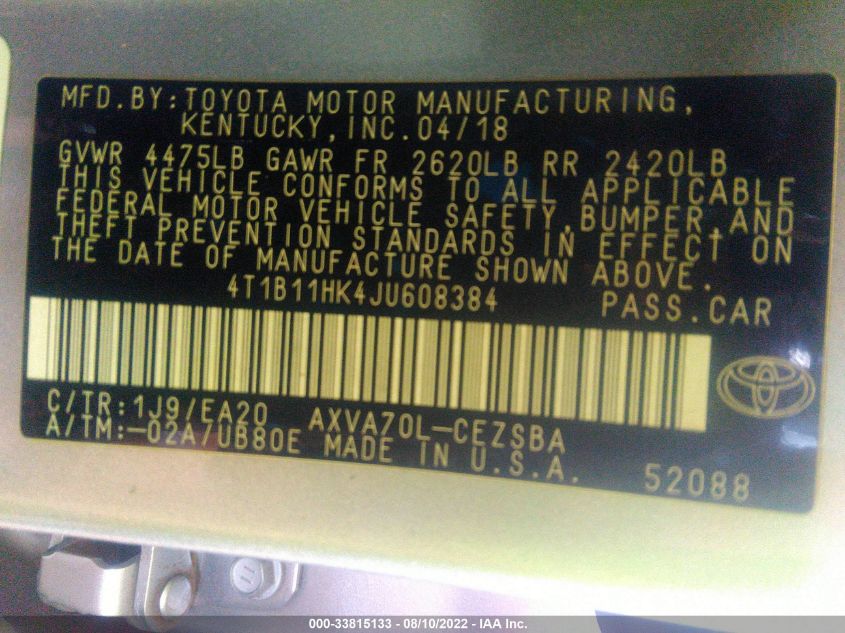 MFD.BY:TOYOTA MOTOR MANUFACTURING,
KENTUCKY,INC.04/18
GVWR 4475LB GAWR FR 2620LB RR 2420LB
THIS VEHICLE CONFORMS TO ALL APPLICABLE
FEDERAL MOTOR VEHICLE SAFETY,BUMPER,AND
THEFT PREVENTION STANDARDS IN EFFECT ON
THE DATE OF MANUFACTURE SHOWN ABOVE.
4T1B11HK4JU608384 PASS.CAR
C/TR:1J9/EA20 AXVA70L-CEZSBA
A/TM:-02A/UB80E MADE IN U.S.A. 52088
000-33815133 - 08/10/2022 - IAA Inc.